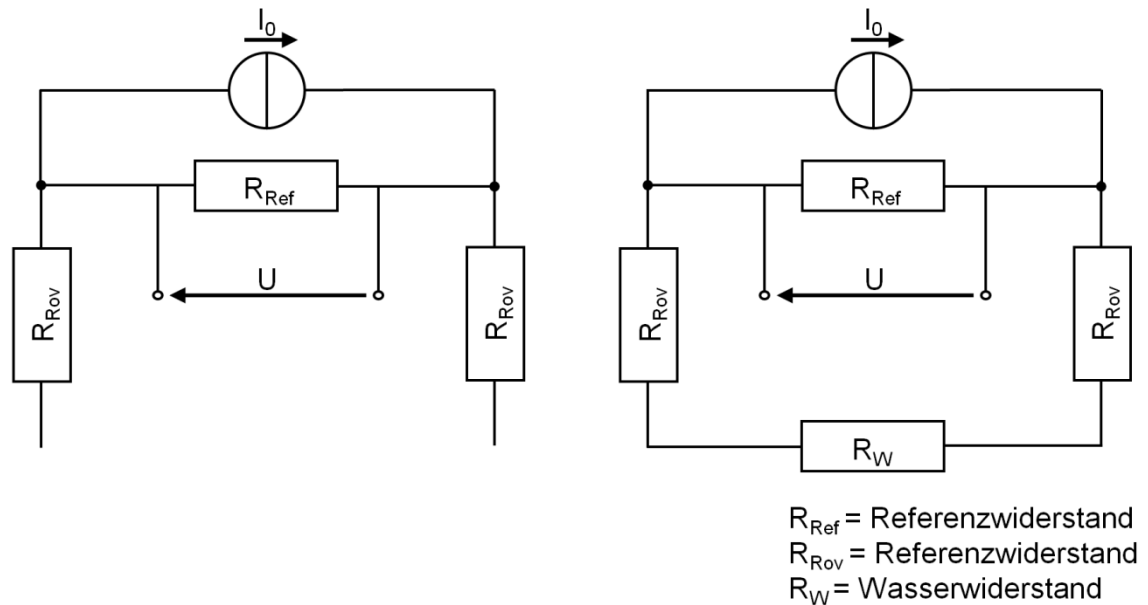 I0 I0
RRef RRef
RRov U RRov RRov U RRov
RW
RRef = Referenzwiderstand
RRov = Referenzwiderstand
RW = Wasserwiderstand